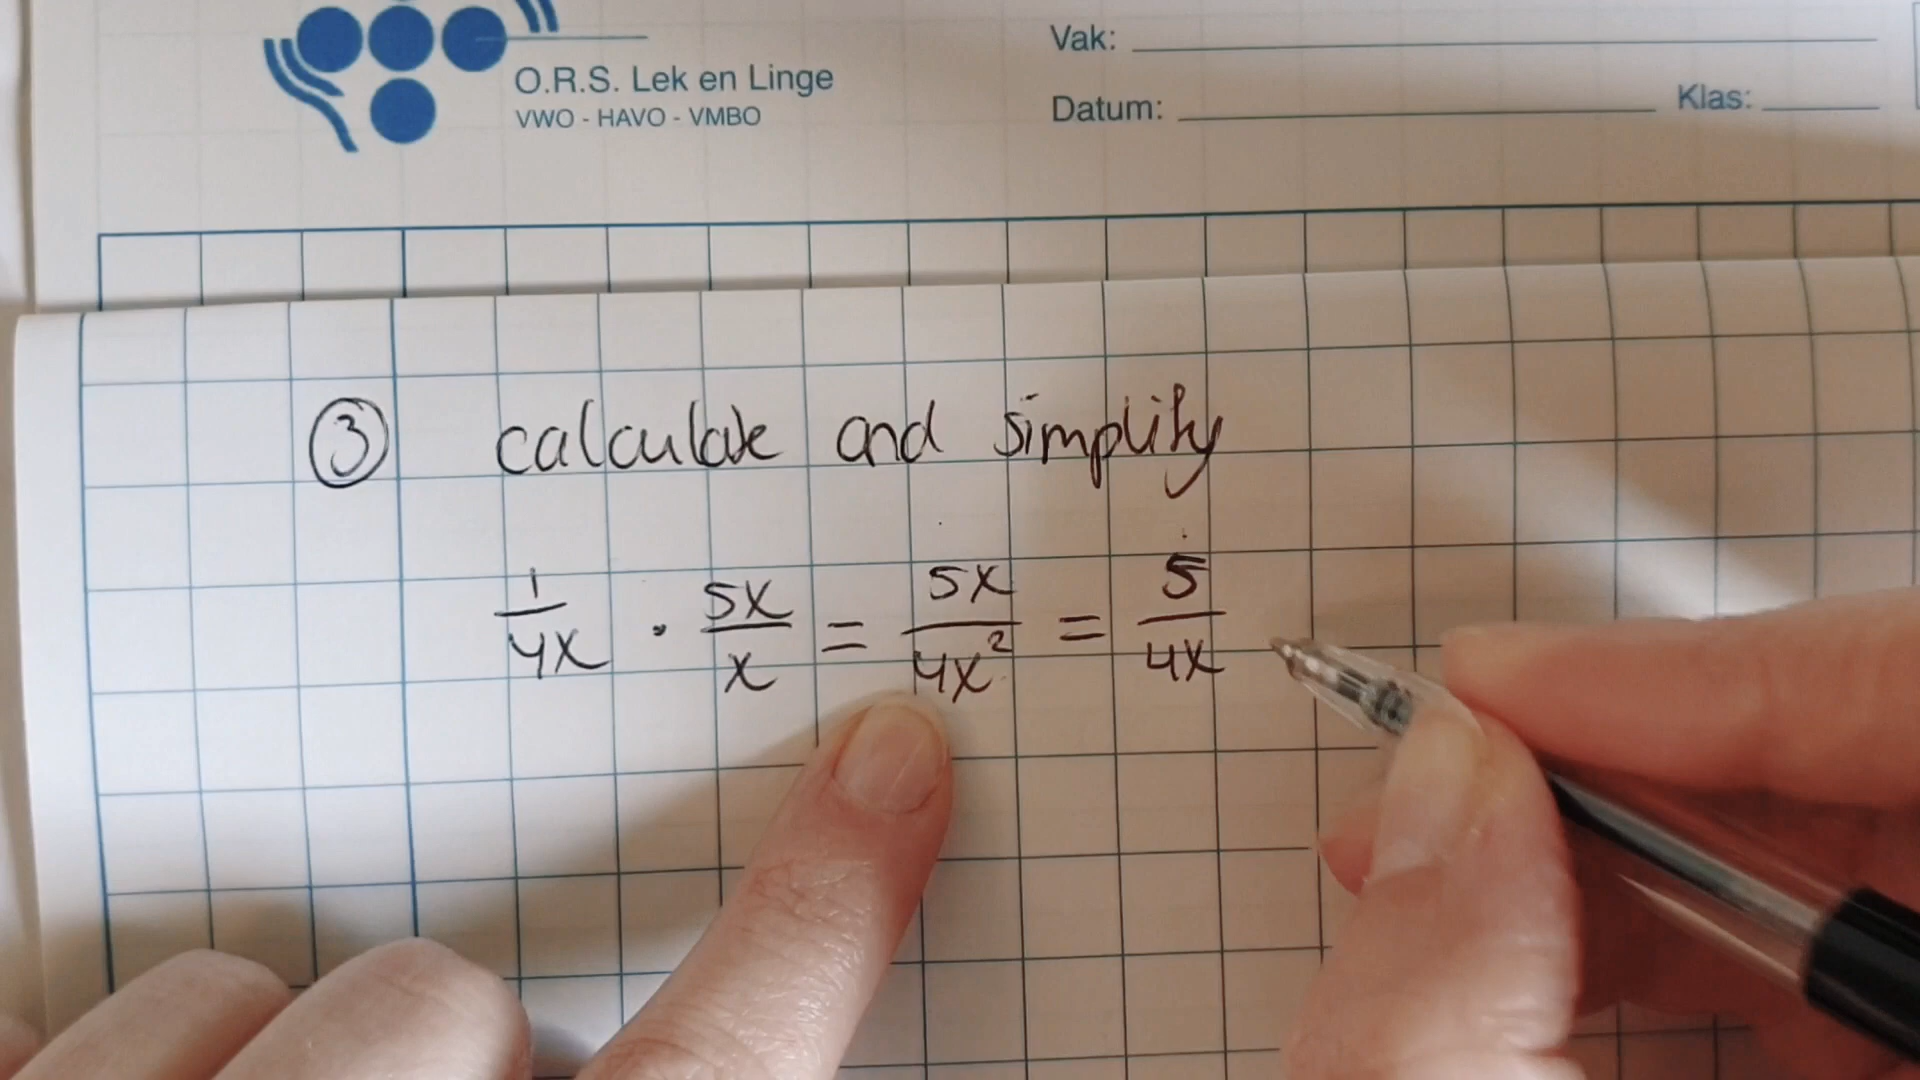 O.R.S. Lek en Linge
VWO - HAVO - VMBO
Vak:
Datum:
Klas:
③ calculate and simplify
1/4x · 5x/x = 5x/4x² = 5/4x